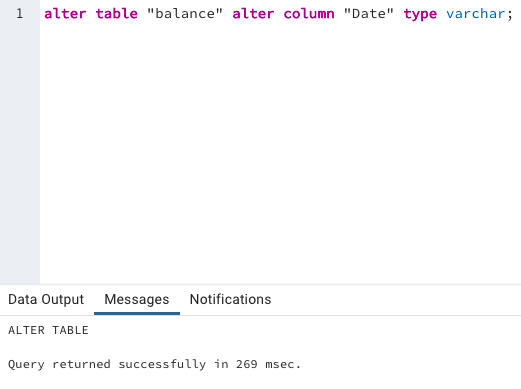 1 alter table "balance" alter column "Date" type varchar;
Data Output Messages Notifications
ALTER TABLE
Query returned successfully in 269 msec.